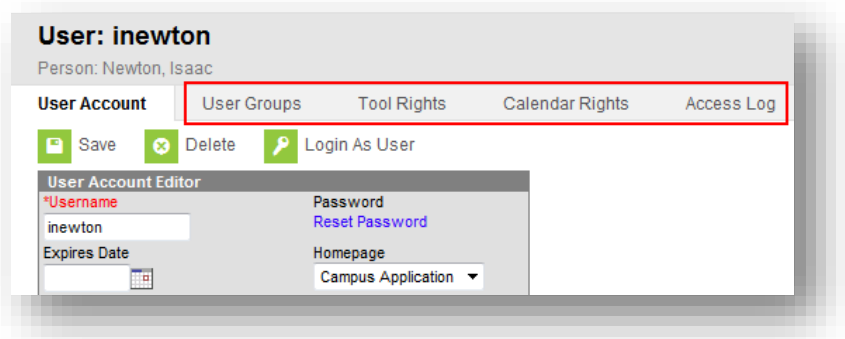 User: inewton
Person: Newton, Isaac
User Account User Groups Tool Rights Calendar Rights Access Log
Save Delete Login As User
User Account Editor
*Username Password
inewton Reset Password
Expires Date Homepage
Campus Application